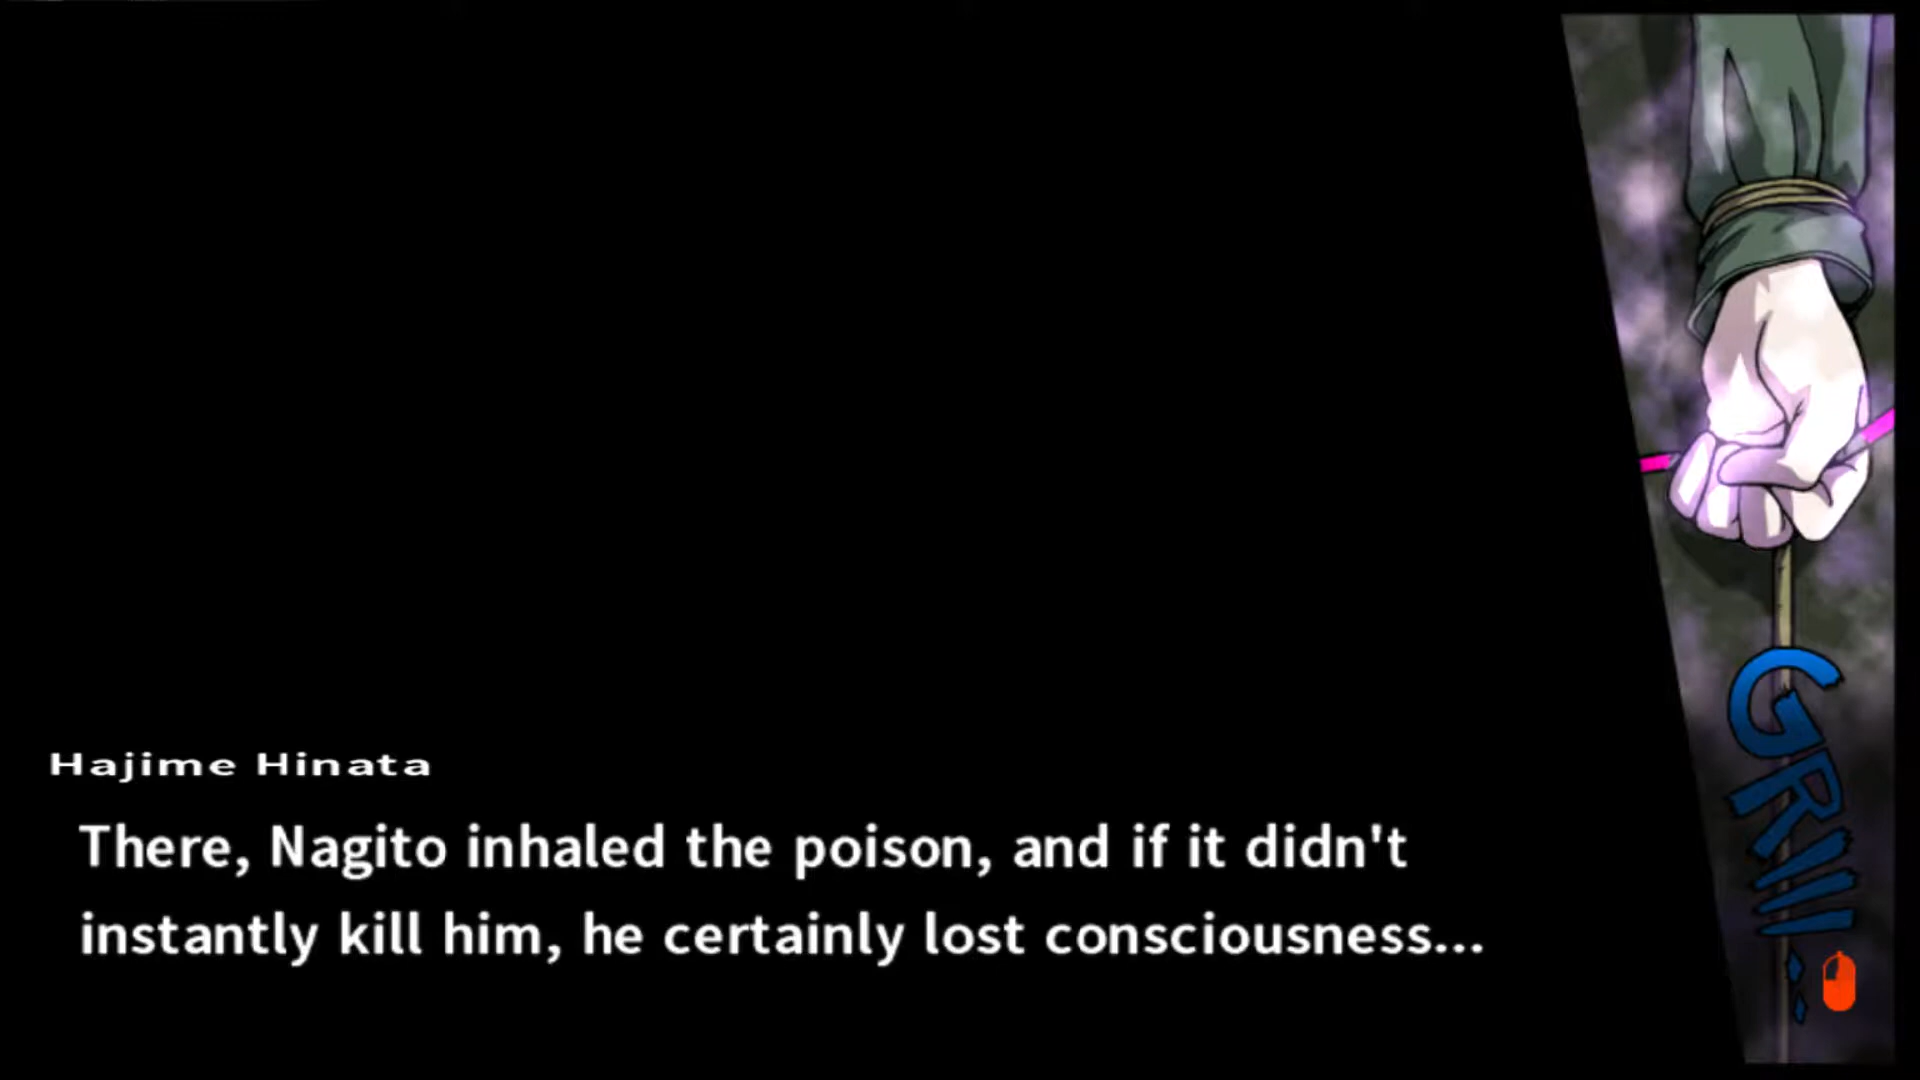 Hajime Hinata
There, Nagito inhaled the poison, and if it didn't
instantly kill him, he certainly lost consciousness...
GRIII..